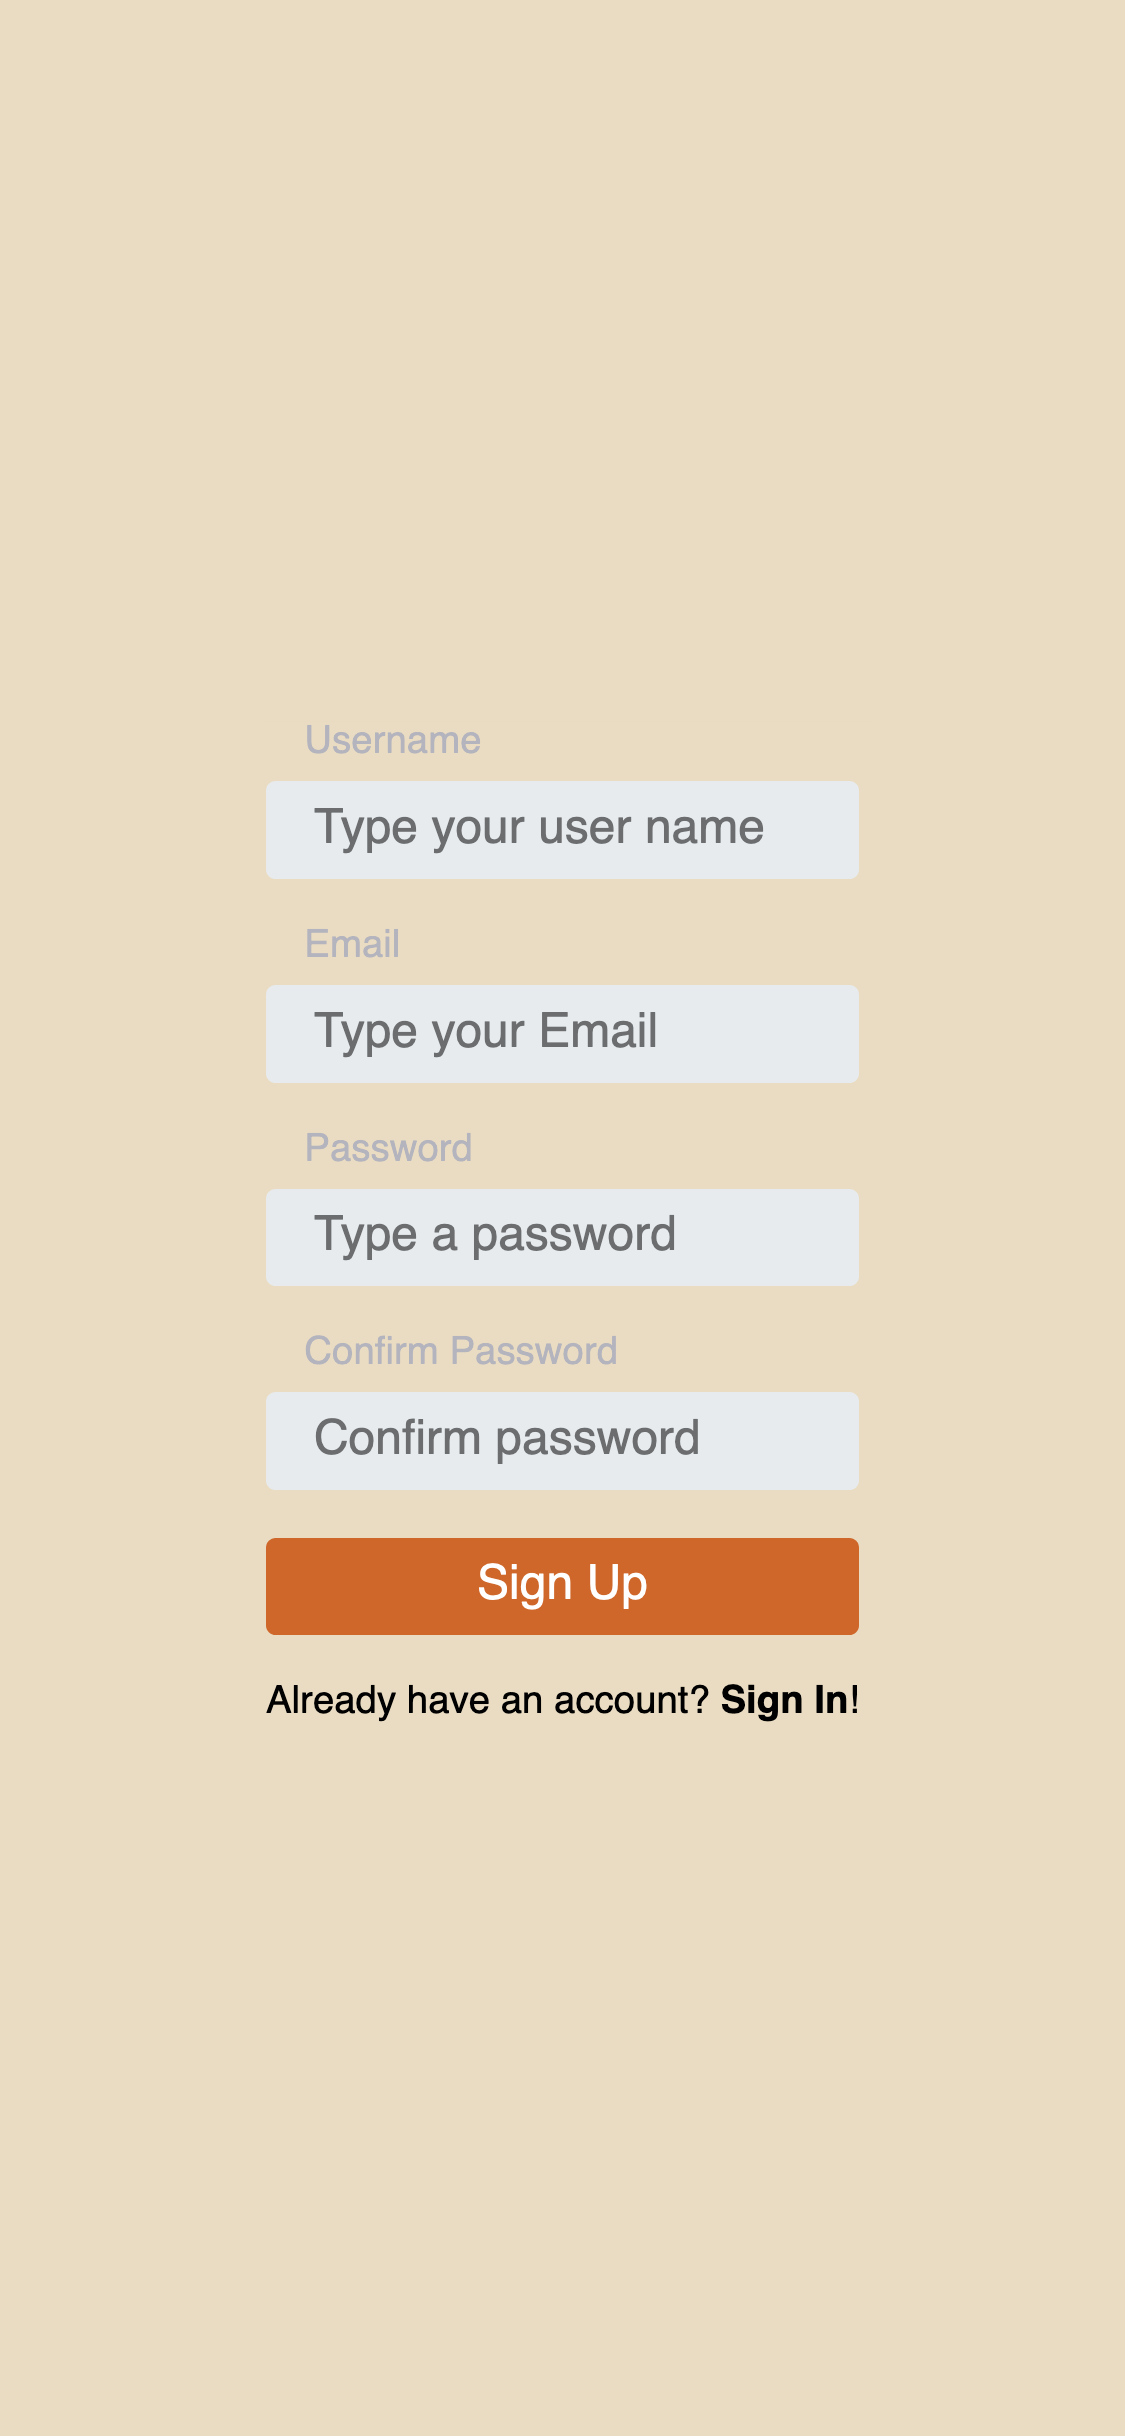 Username
Type your user name
Email
Type your Email
Password
Type a password
Confirm Password
Confirm password
Sign Up
Already have an account? Sign In!